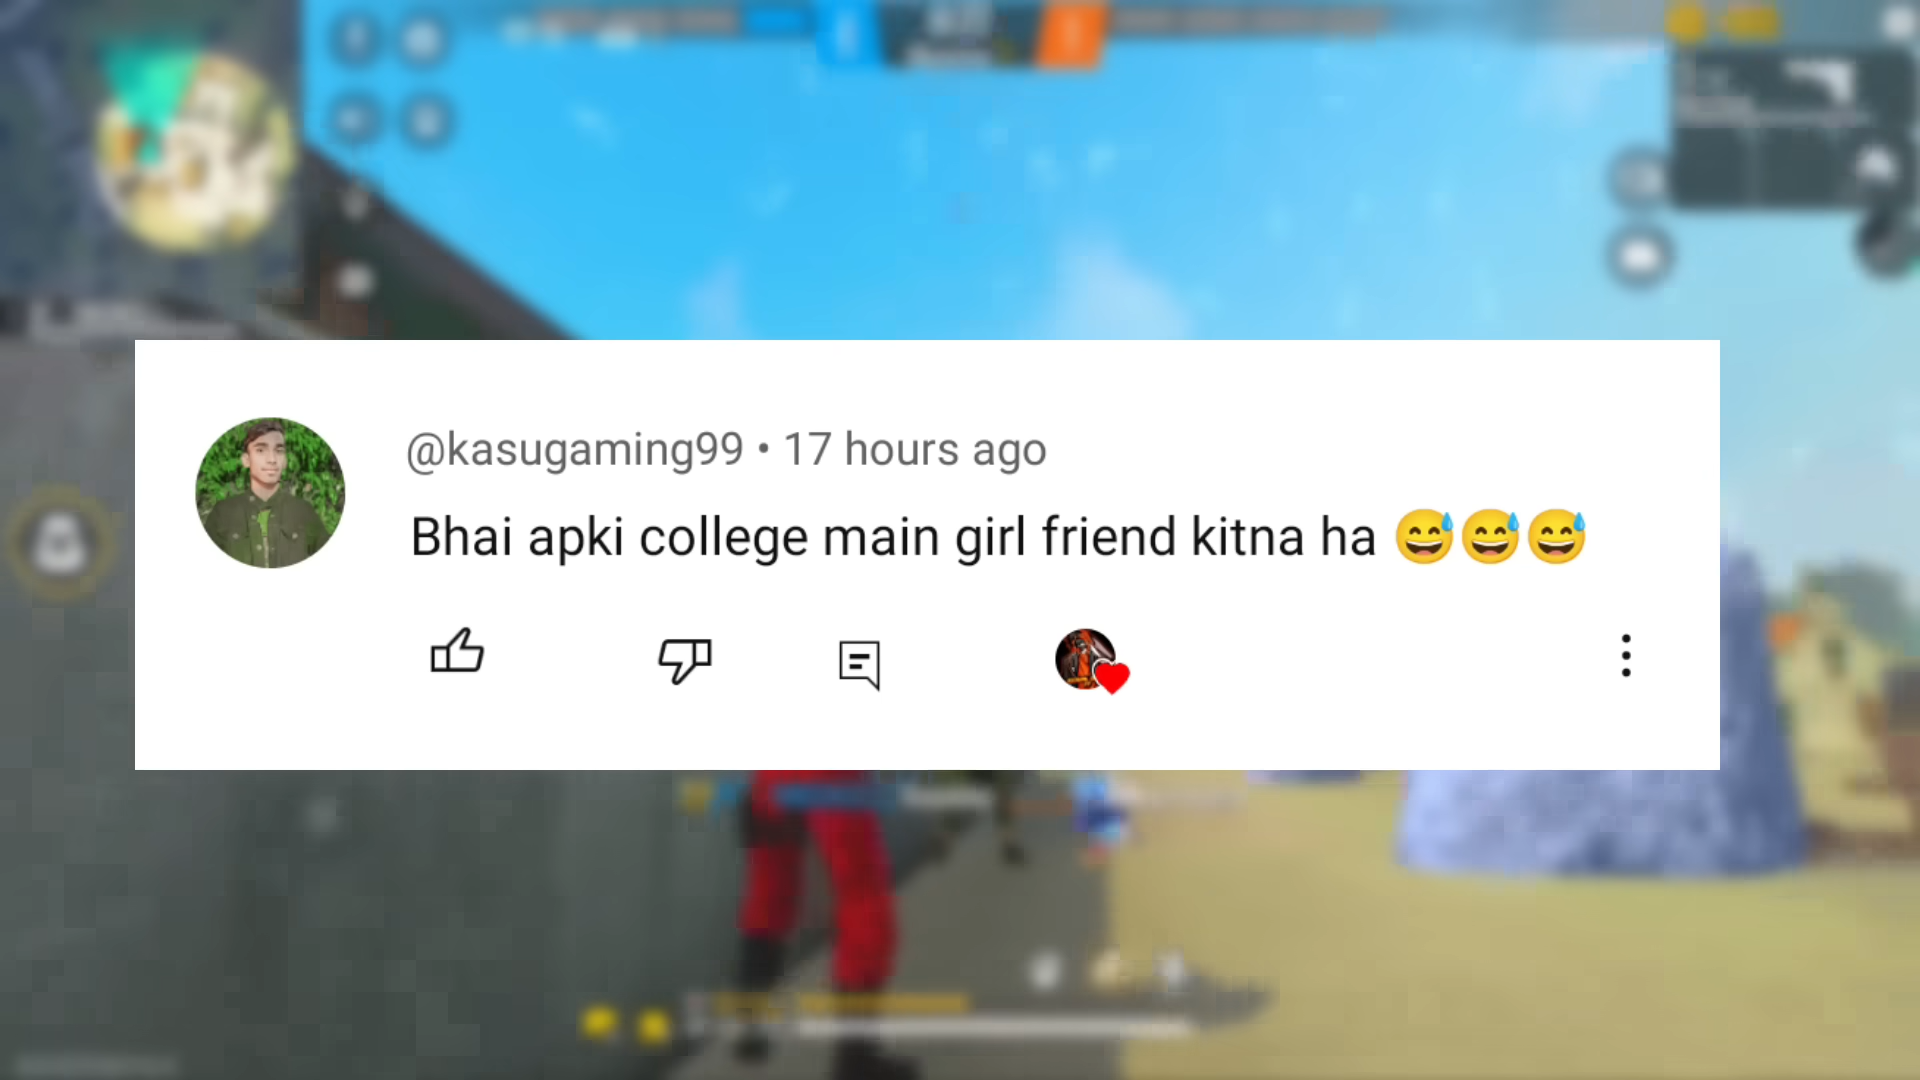 @kasugaming99 • 17 hours ago
Bhai apki college main girl friend kitna ha 😅😅😅